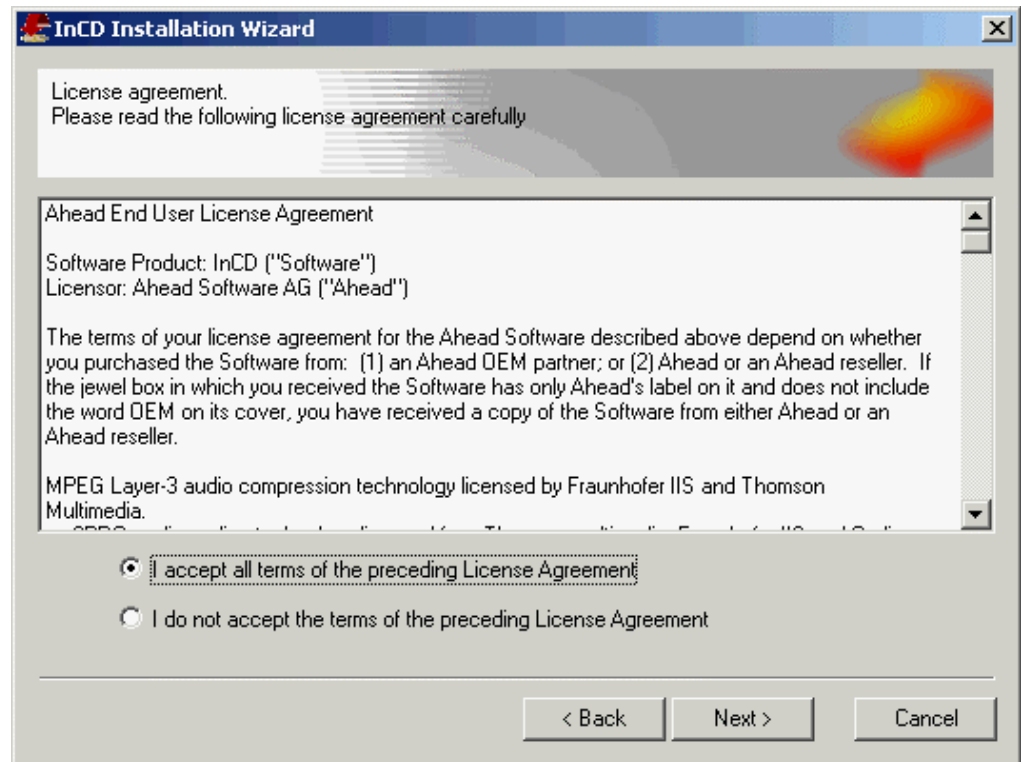 InCD Installation Wizard
License agreement.
Please read the following license agreement carefully
Ahead End User License Agreement
Software Product: InCD ("Software")
Licensor: Ahead Software AG ("Ahead")
The terms of your license agreement for the Ahead Software described above depend on whether
you purchased the Software from:  (1) an Ahead OEM partner; or (2) Ahead or an Ahead reseller.  If
the jewel box in which you received the Software has only Ahead's label on it and does not include
the word OEM on its cover, you have received a copy of the Software from either Ahead or an
Ahead reseller.
MPEG Layer-3 audio compression technology licensed by Fraunhofer IIS and Thomson
Multimedia.
I accept all terms of the preceding License Agreement
I do not accept the terms of the preceding License Agreement
< Back
Next >
Cancel